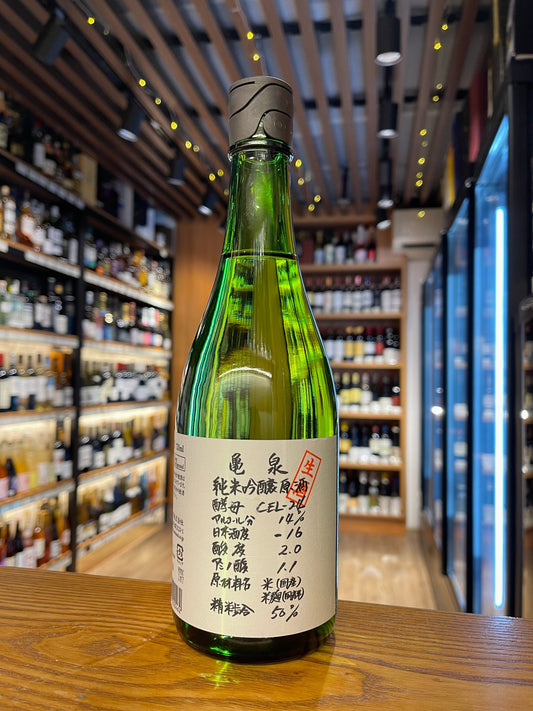 亀泉
生酒
純米吟醸原酒
酵母 CEL-24
アルコール分 14%
日本酒度 -16
酸度 2.0
アミノ酸 1.1
原材料名 米(国産)
米麹(国産米)
精米歩合 50%